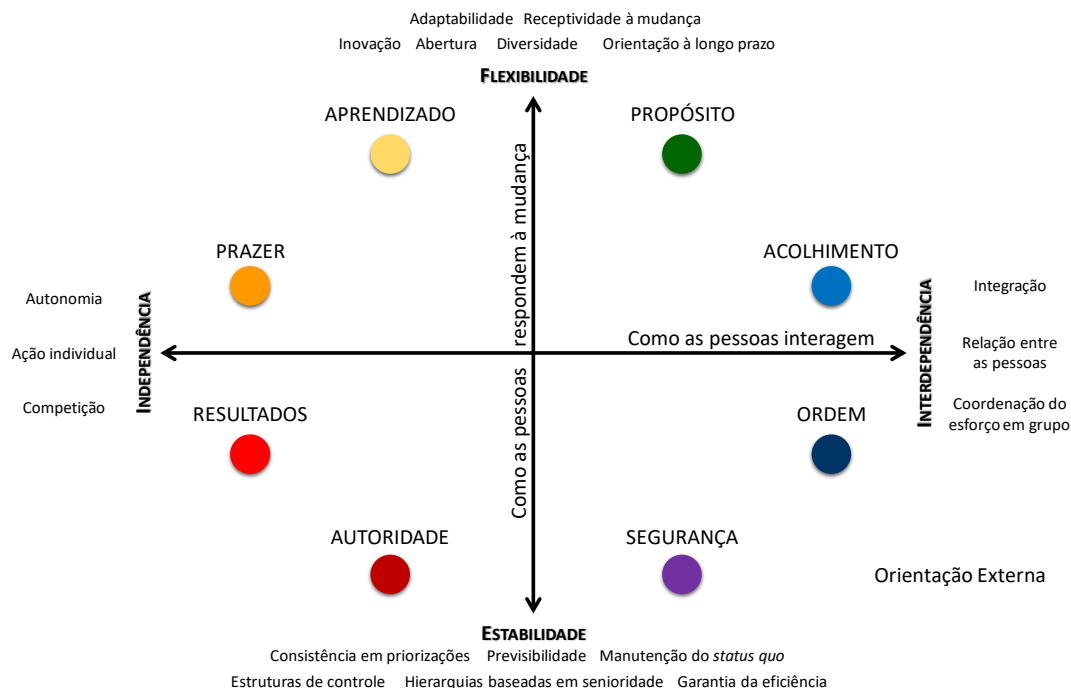 Adaptabilidade Receptividade à mudança
Inovação Abertura Diversidade Orientação à longo prazo
FLEXIBILIDADE
APRENDIZADO
PROPÓSITO
PRAZER
ACOLHIMENTO
Autonomia
Ação individual
Competição
INDEPENDÊNCIA
Como as pessoas respondem à mudança
Como as pessoas interagem
INTERDEPENDÊNCIA
Integração
Relação entre
as pessoas
Coordenação do
esforço em grupo
RESULTADOS
ORDEM
AUTORIDADE
SEGURANÇA
Orientação Externa
ESTABILIDADE
Consistência em priorizações Previsibilidade Manutenção do status quo
Estruturas de controle Hierarquias baseadas em senioridade Garantia da eficiência